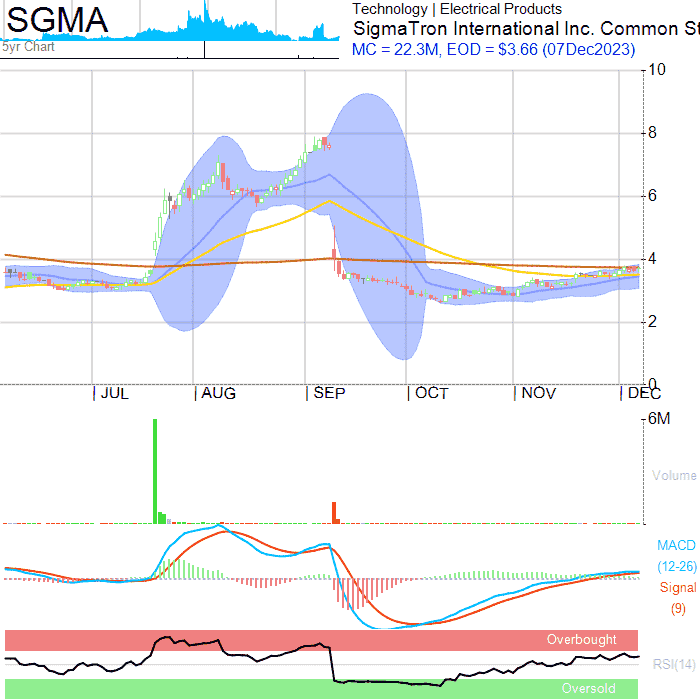 SGMA
5yr Chart
Technology | Electrical Products
SigmaTron International Inc. Common St
MC = 22.3M, EOD = $3.66 (07Dec2023)
10
8
6
4
2
0
JUL AUG SEP OCT NOV DEC
6M
Volume
MACD
(12-26)
Signal
(9)
Overbought
RSI(14)
Oversold